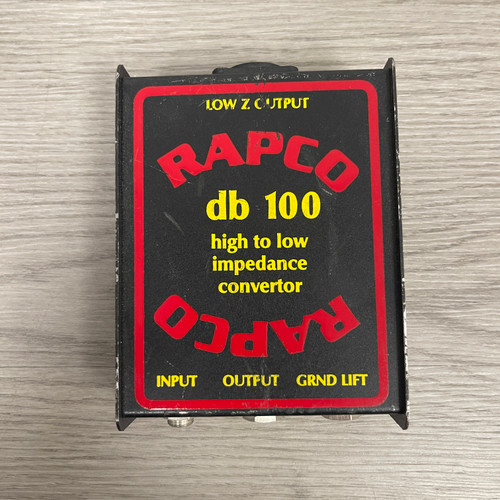 LOW Z OUTPUT
RAPCO
db 100
high to low
impedance
convertor
RAPCO
INPUT OUTPUT GRND LIFT